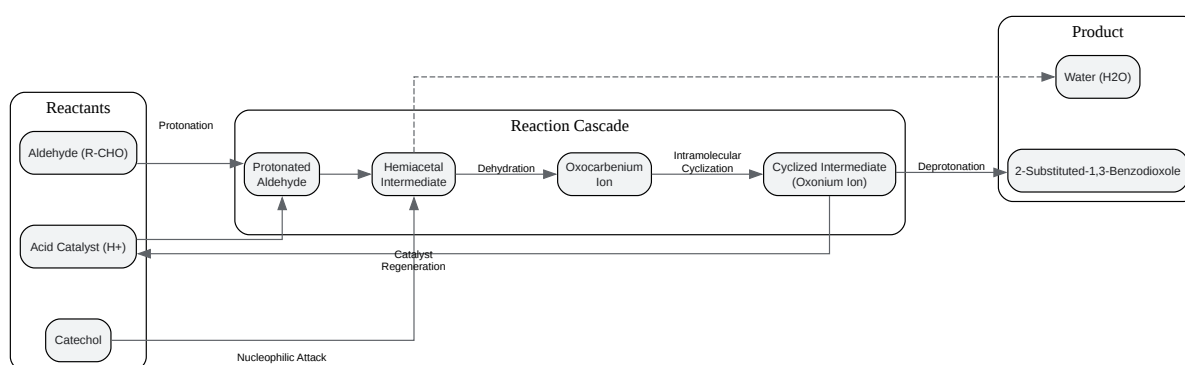 Product
Water (H2O)
Reactants
Protonation
Reaction Cascade
Aldehyde (R-CHO)
Protonated
Aldehyde
Hemiacetal
Intermediate
Dehydration
Oxocarbenium
Ion
Intramolecular
Cyclization
Cyclized Intermediate
(Oxonium Ion)
Deprotonation
2-Substituted-1,3-Benzodioxole
Acid Catalyst (H+)
Catalyst
Regeneration
Catechol
Nucleophilic Attack